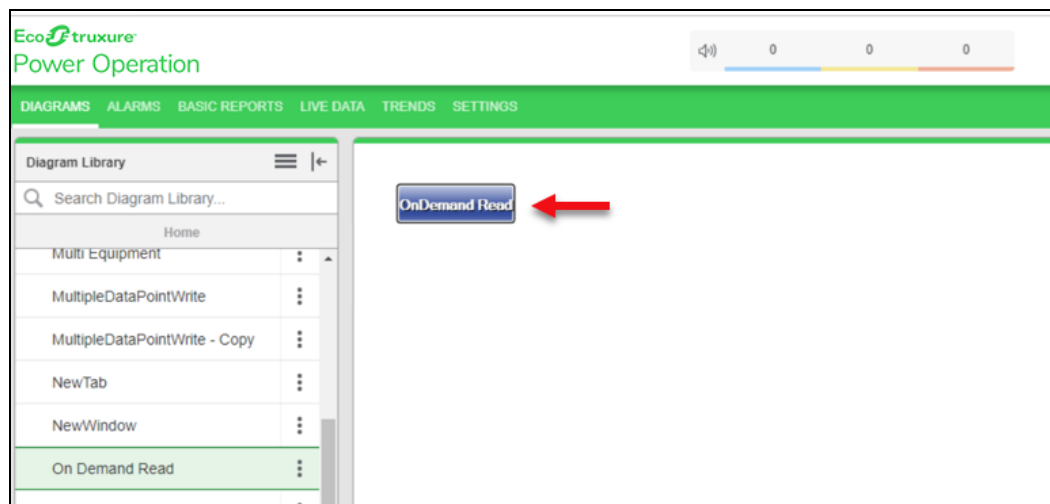 EcoStruxure
Power Operation
0 0 0
DIAGRAMS ALARMS BASIC REPORTS LIVE DATA TRENDS SETTINGS
Diagram Library
Search Diagram Library...
Home
Multi Equipment
MultipleDataPointWrite
MultipleDataPointWrite - Copy
NewTab
NewWindow
On Demand Read
OnDemand Read